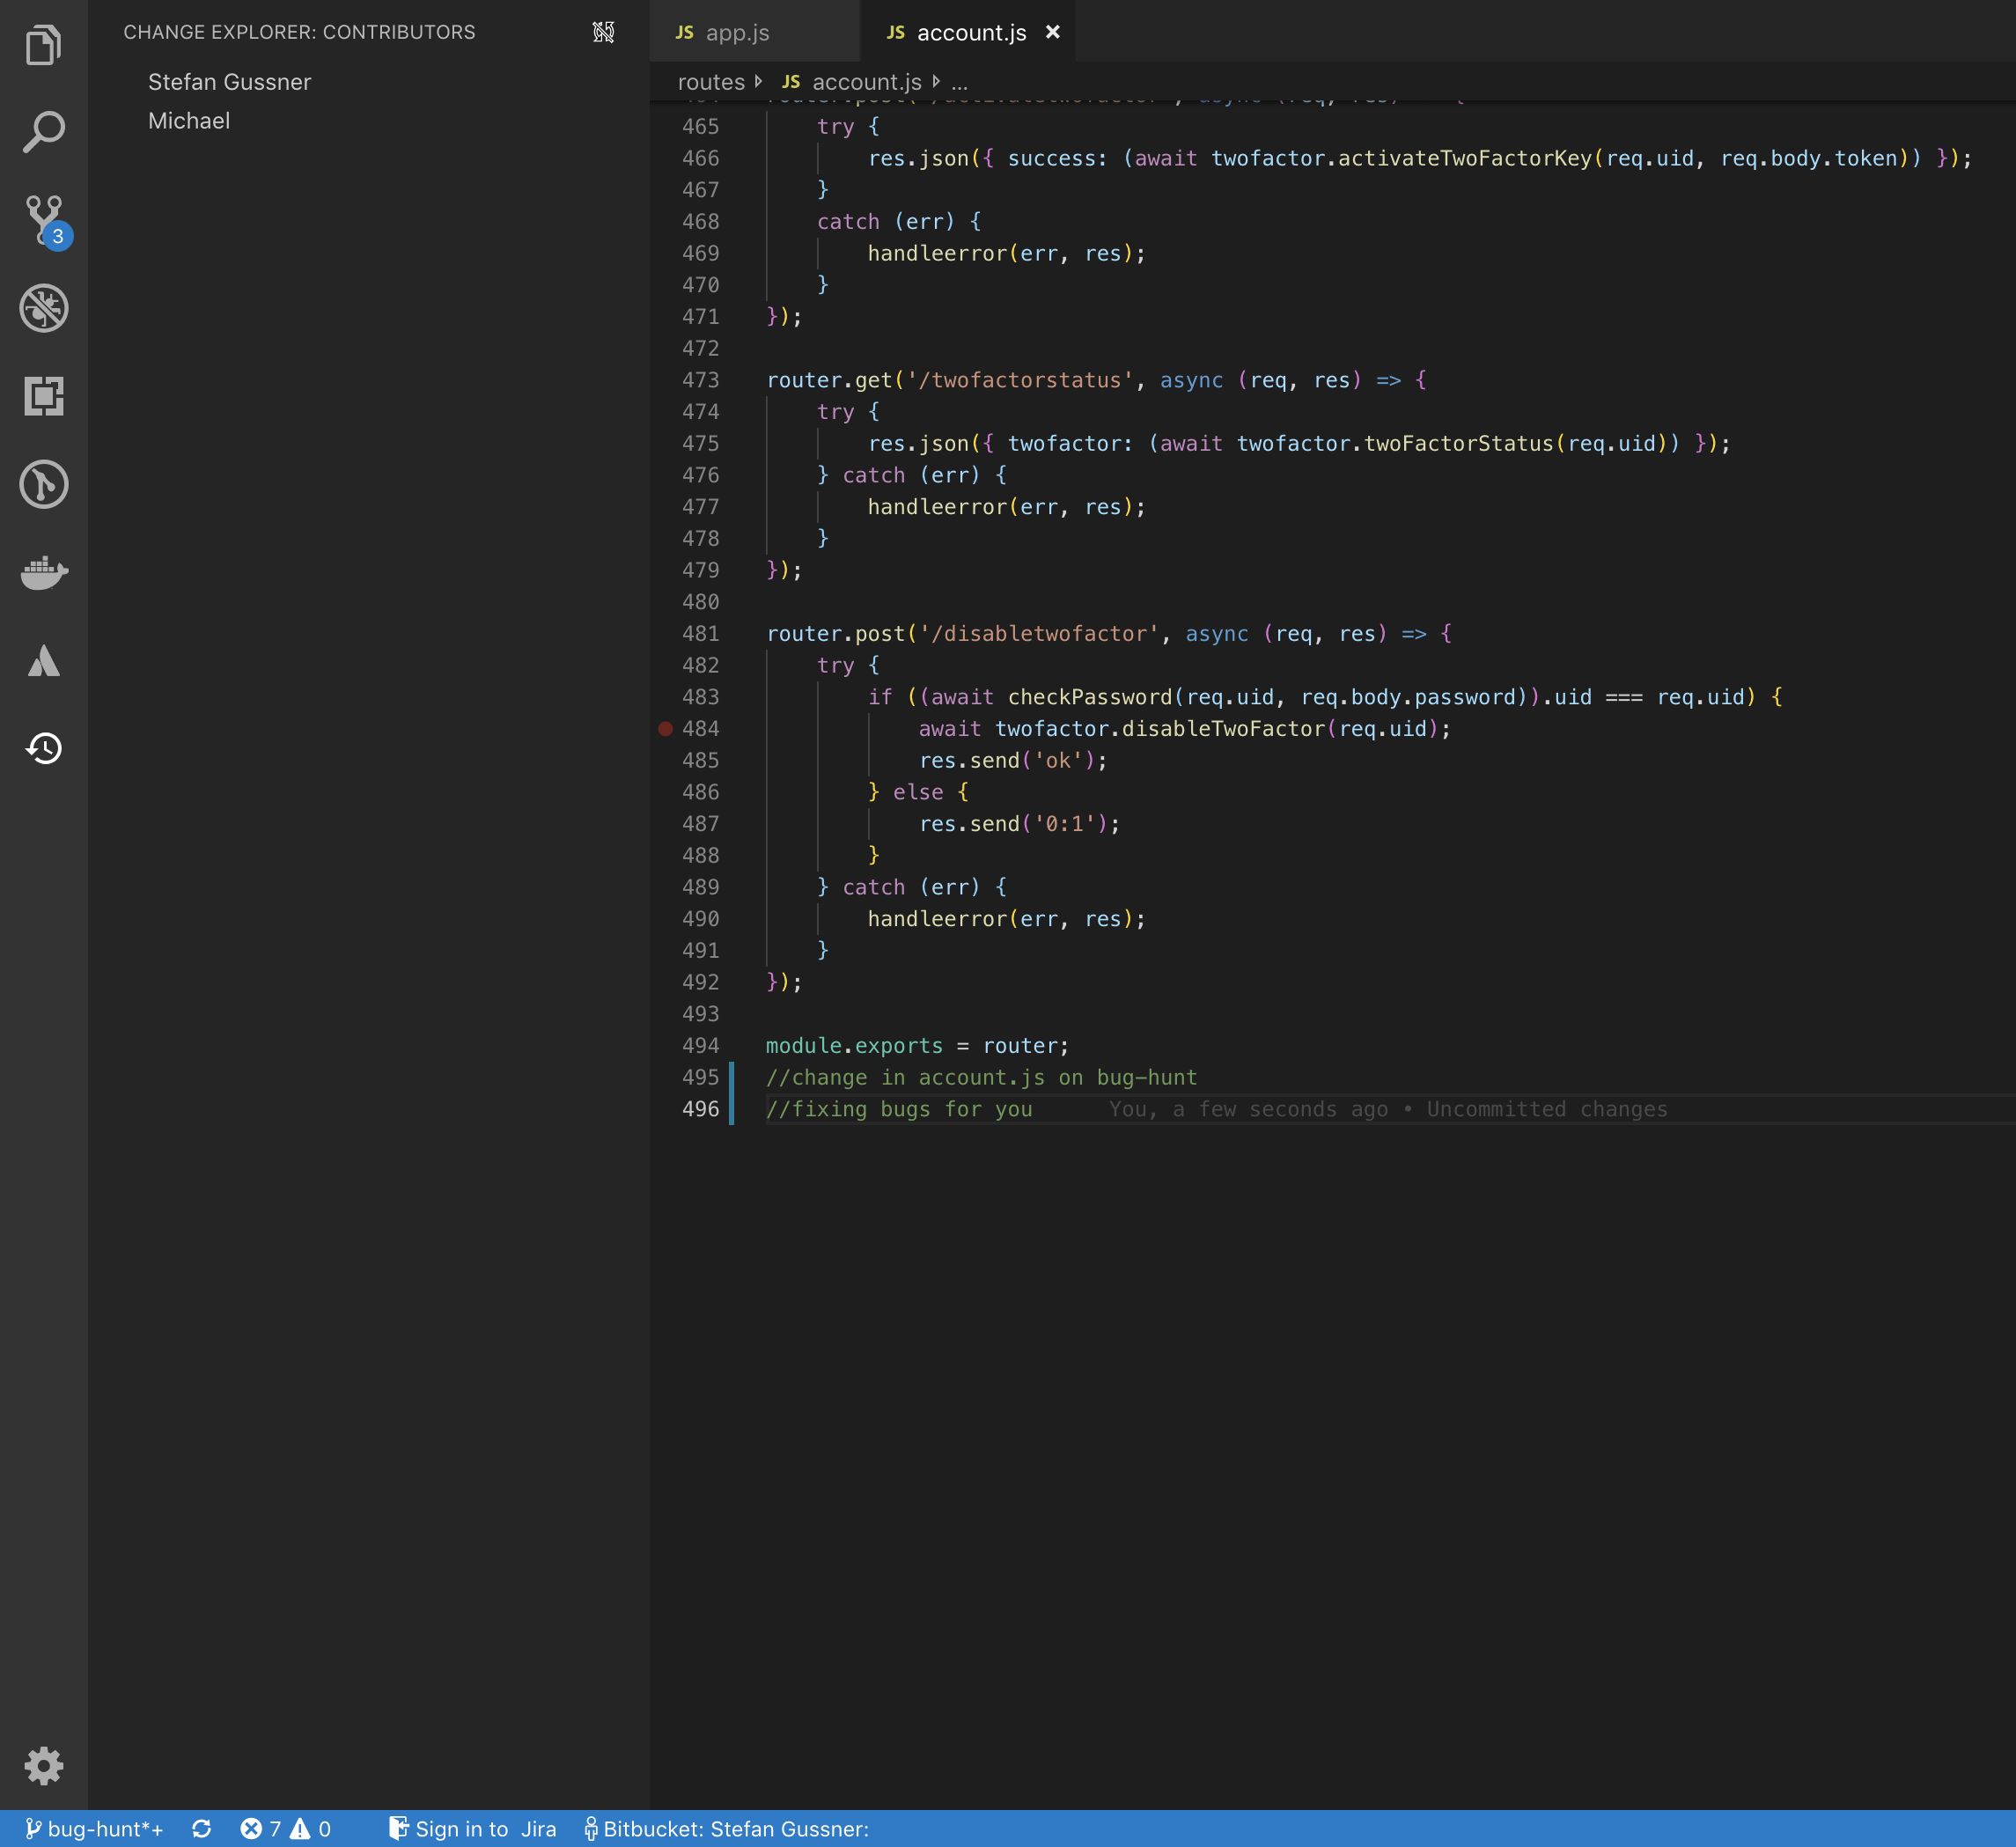 CHANGE EXPLORER: CONTRIBUTORS
Stefan Gussner
Michael
3
JS app.js
JS account.js ×
routes JS account.js ...
465 try {
466 res.json({ success: (await twofactor.activateTwoFactorKey(req.uid, req.body.token)) });
467 }
468 catch (err) {
469 handleerror(err, res);
470 }
471 });
472
473 router.get('/twofactorstatus', async (req, res) => {
474 try {
475 res.json({ twofactor: (await twofactor.twoFactorStatus(req.uid)) });
476 } catch (err) {
477 handleerror(err, res);
478 }
479 });
480
481 router.post('/disabletwofactor', async (req, res) => {
482 try {
483 if ((await checkPassword(req.uid, req.body.password)).uid === req.uid) {
484 await twofactor.disableTwoFactor(req.uid);
485 res.send('ok');
486 } else {
487 res.send('0:1');
488 }
489 } catch (err) {
490 handleerror(err, res);
491 }
492 });
493
494 module.exports = router;
495 //change in account.js on bug-hunt
496 //fixing bugs for you You, a few seconds ago • Uncommitted changes
bug-hunt*+ 7 0 Sign in to Jira Bitbucket: Stefan Gussner: